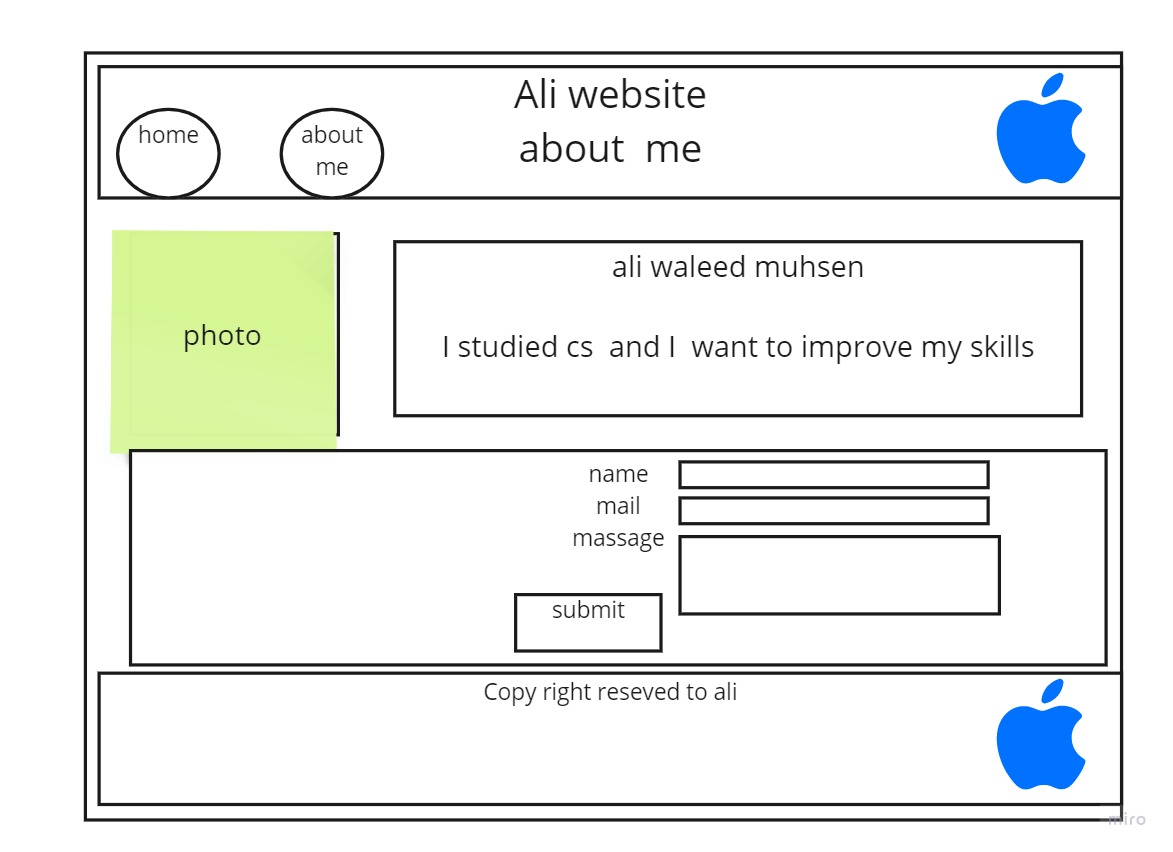 Ali website
about me
home
about
me
photo
ali waleed muhsen
I studied cs and I want to improve my skills
name
mail
massage
submit
Copy right reseved to ali
miro